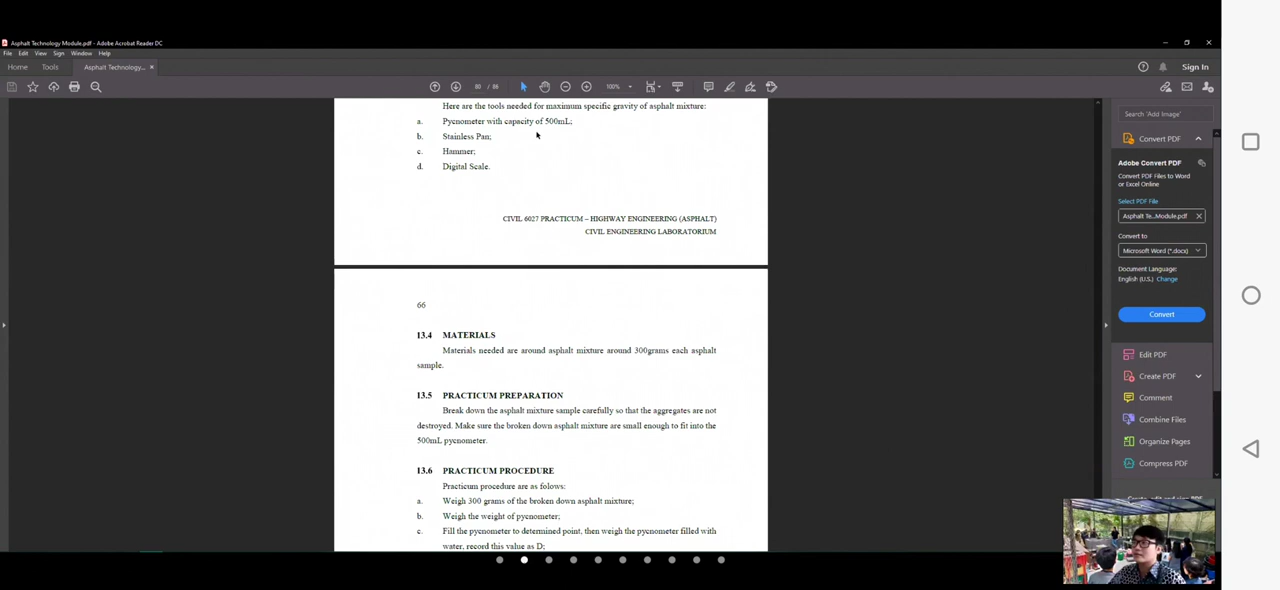 Asphalt Technology Module.pdf - Adobe Acrobat Reader DC
File Edit View Sign Window Help
Home Tools Asphalt Technology... ×
80 / 86 100%
Sign In
Here are the tools needed for maximum specific gravity of asphalt mixture:
a. Pycnometer with capacity of 500mL;
b. Stainless Pan;
c. Hammer;
d. Digital Scale.
CIVIL 6027 PRACTICUM – HIGHWAY ENGINEERING (ASPHALT)
CIVIL ENGINEERING LABORATORIUM
66
13.4 MATERIALS
Materials needed are around asphalt mixture around 300grams each asphalt
sample.
13.5 PRACTICUM PREPARATION
Break down the asphalt mixture sample carefully so that the aggregates are not
destroyed. Make sure the broken down asphalt mixture are small enough to fit into the
500mL pycnometer.
13.6 PRACTICUM PROCEDURE
Practicum procedure are as folows:
a. Weigh 300 grams of the broken down asphalt mixture;
b. Weigh the weight of pycnometer;
c. Fill the pycnometer to determined point, then weigh the pycnometer filled with
water, record this value as D;
Search 'Add Image'
Convert PDF
Adobe Convert PDF
Convert PDF Files to Word
or Excel Online
Select PDF File
Asphalt Te...Module.pdf ×
Convert to
Microsoft Word (*.docx)
Document Language:
English (U.S.) Change
Convert
Edit PDF
Create PDF
Comment
Combine Files
Organize Pages
Compress PDF